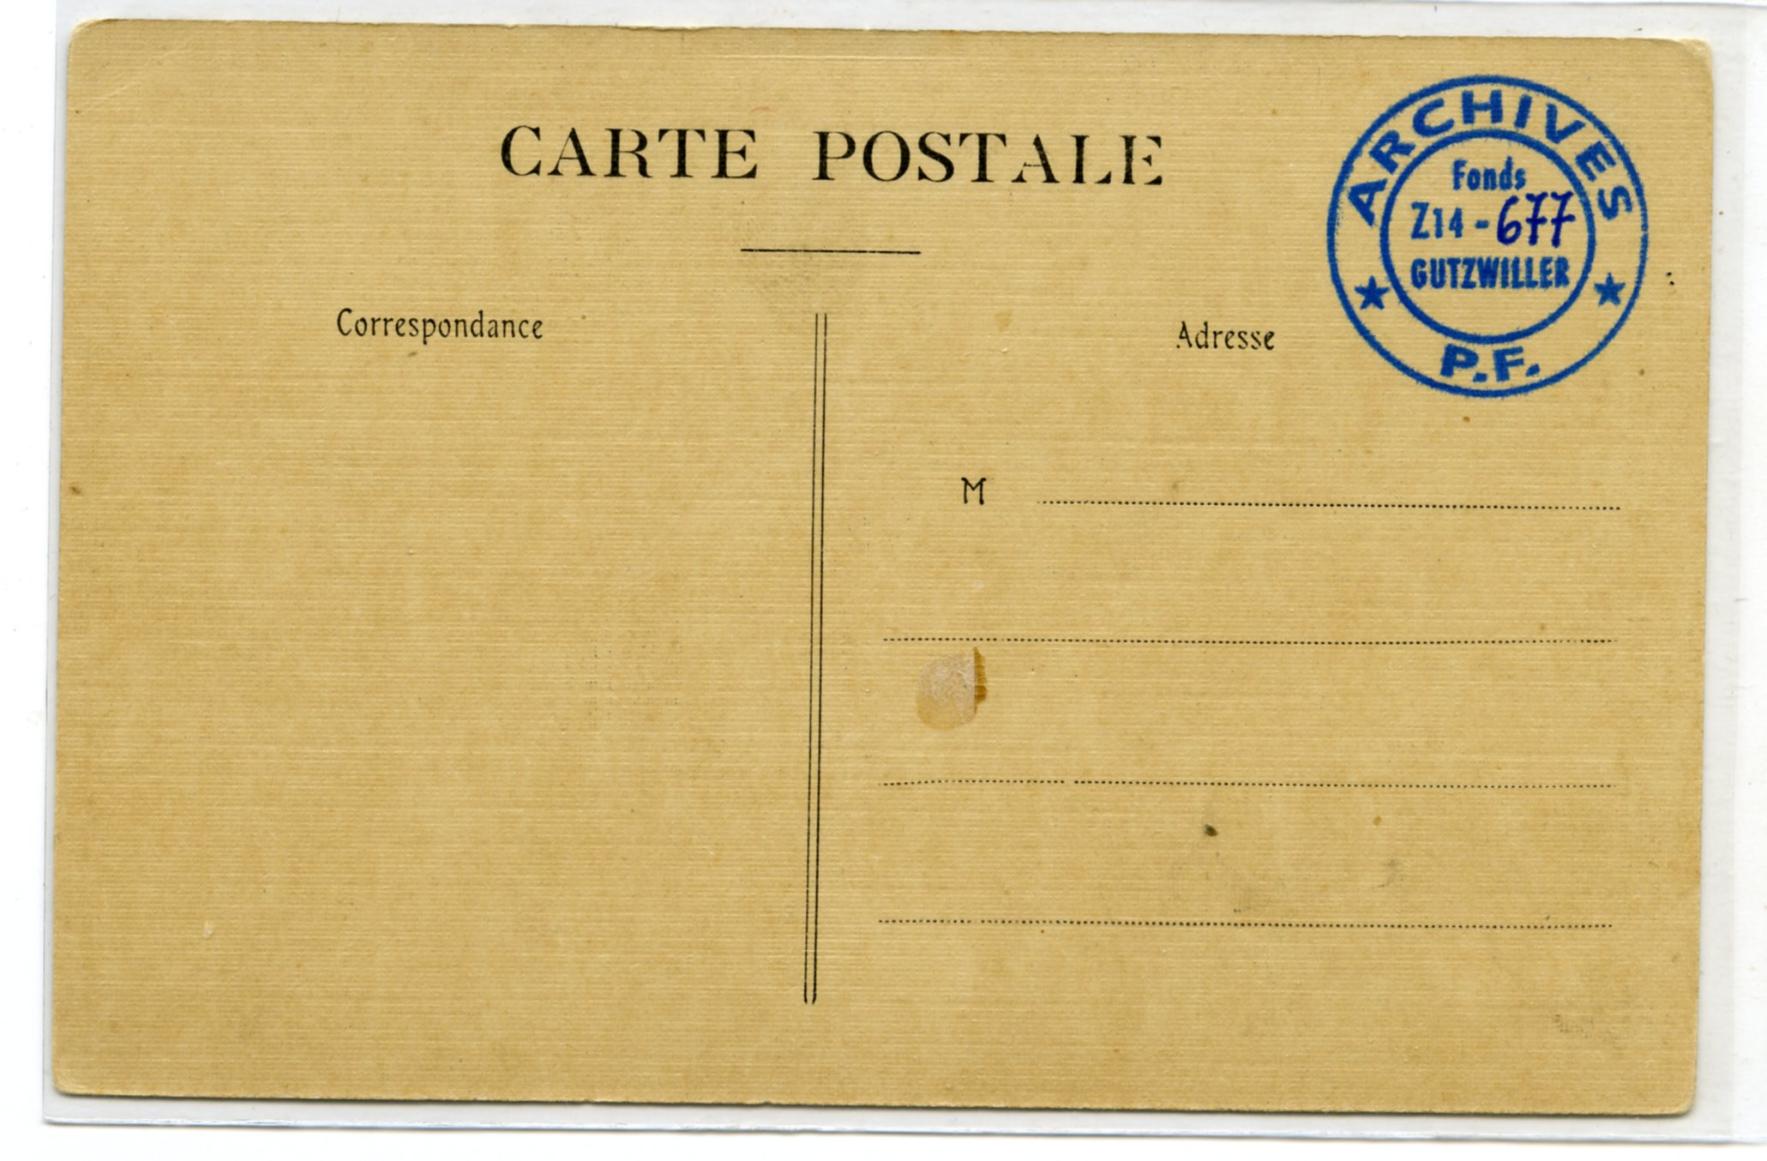 CARTE POSTALE
ARCHIVES
Fonds
Z14-677
GUTZWILLER
P.F.
Correspondance
Adresse
M